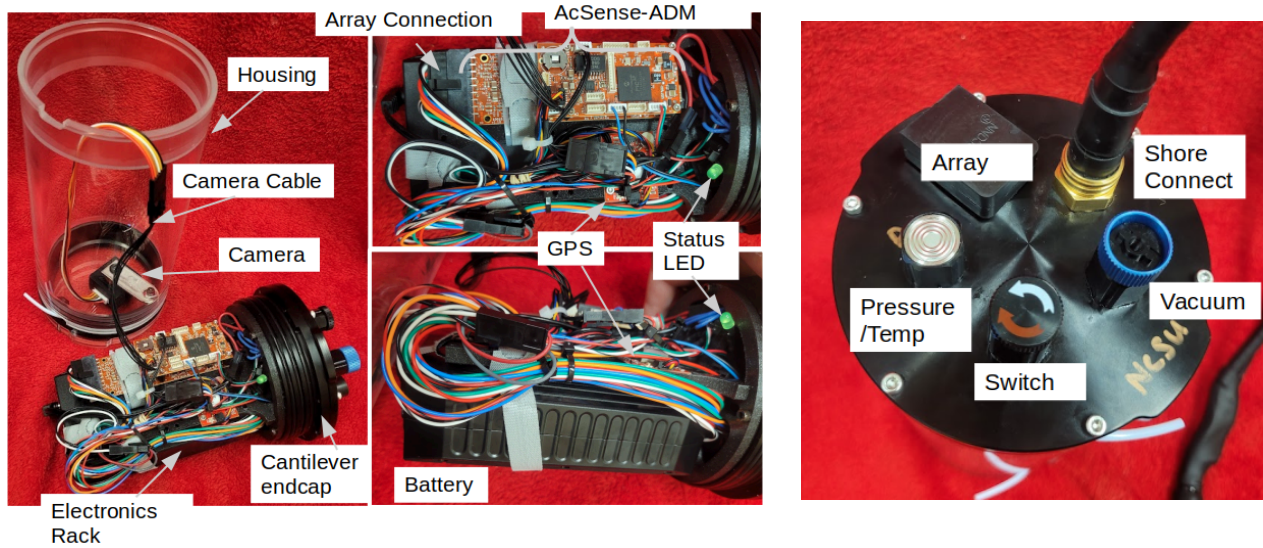 Array Connection
AcSense-ADM
Housing
Camera Cable
Camera
GPS
Status
LED
Cantilever
endcap
Battery
Electronics
Rack
Array
Shore
Connect
Pressure
/Temp
Vacuum
Switch
NCSU